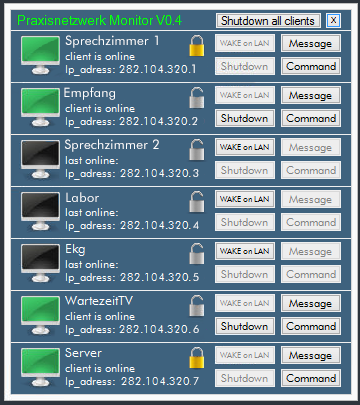 Praxisnetzwerk Monitor V0.4 Shutdown all clients X
Sprechzimmer 1
client is online
Ip_adress: 282.104.320.1
WAKE on LAN Message
Shutdown Command
Empfang
client is online
Ip_adress: 282.104.320.2
WAKE on LAN Message
Shutdown Command
Sprechzimmer 2
last online:
Ip_adress: 282.104.320.3
WAKE on LAN Message
Shutdown Command
Labor
last online:
Ip_adress: 282.104.320.4
WAKE on LAN Message
Shutdown Command
Ekg
last online:
Ip_adress: 282.104.320.5
WAKE on LAN Message
Shutdown Command
WartezeitTV
client is online
Ip_adress: 282.104.320.6
WAKE on LAN Message
Shutdown Command
Server
client is online
Ip_adress: 282.104.320.7
WAKE on LAN Message
Shutdown Command